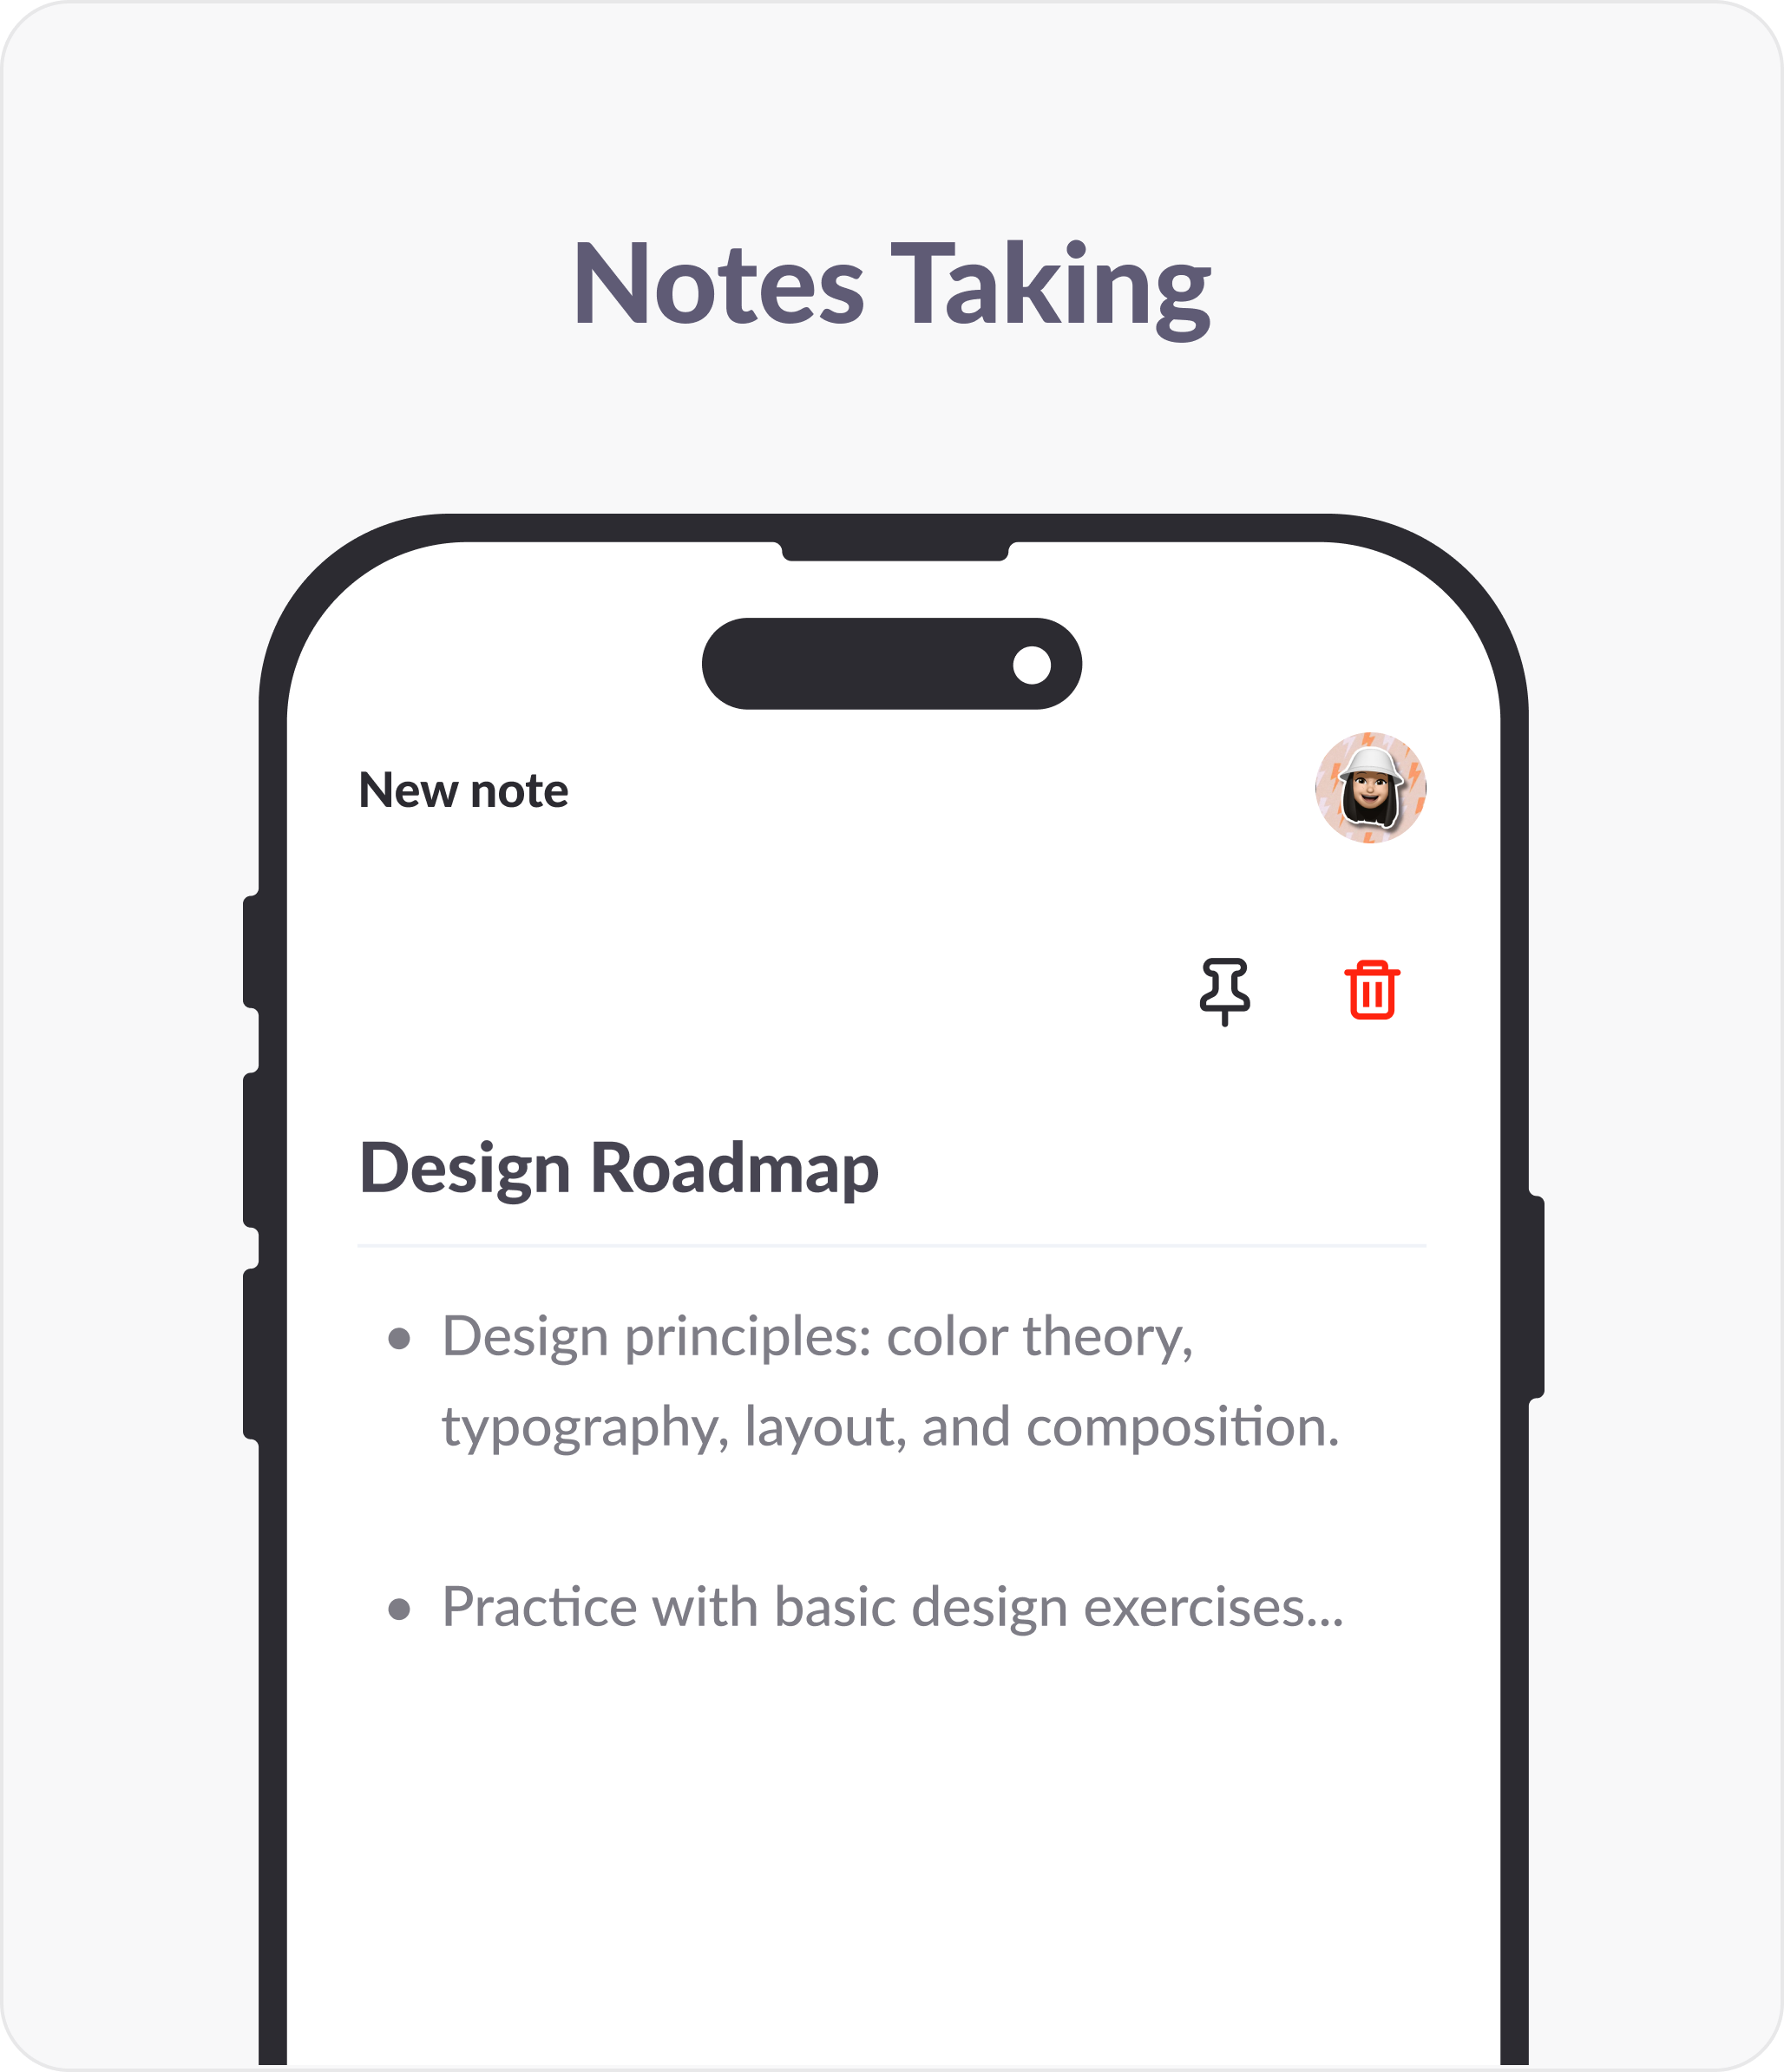 Notes Taking
New note
Design Roadmap
Design principles: color theory,
typography, layout, and composition.
Practice with basic design exercises...